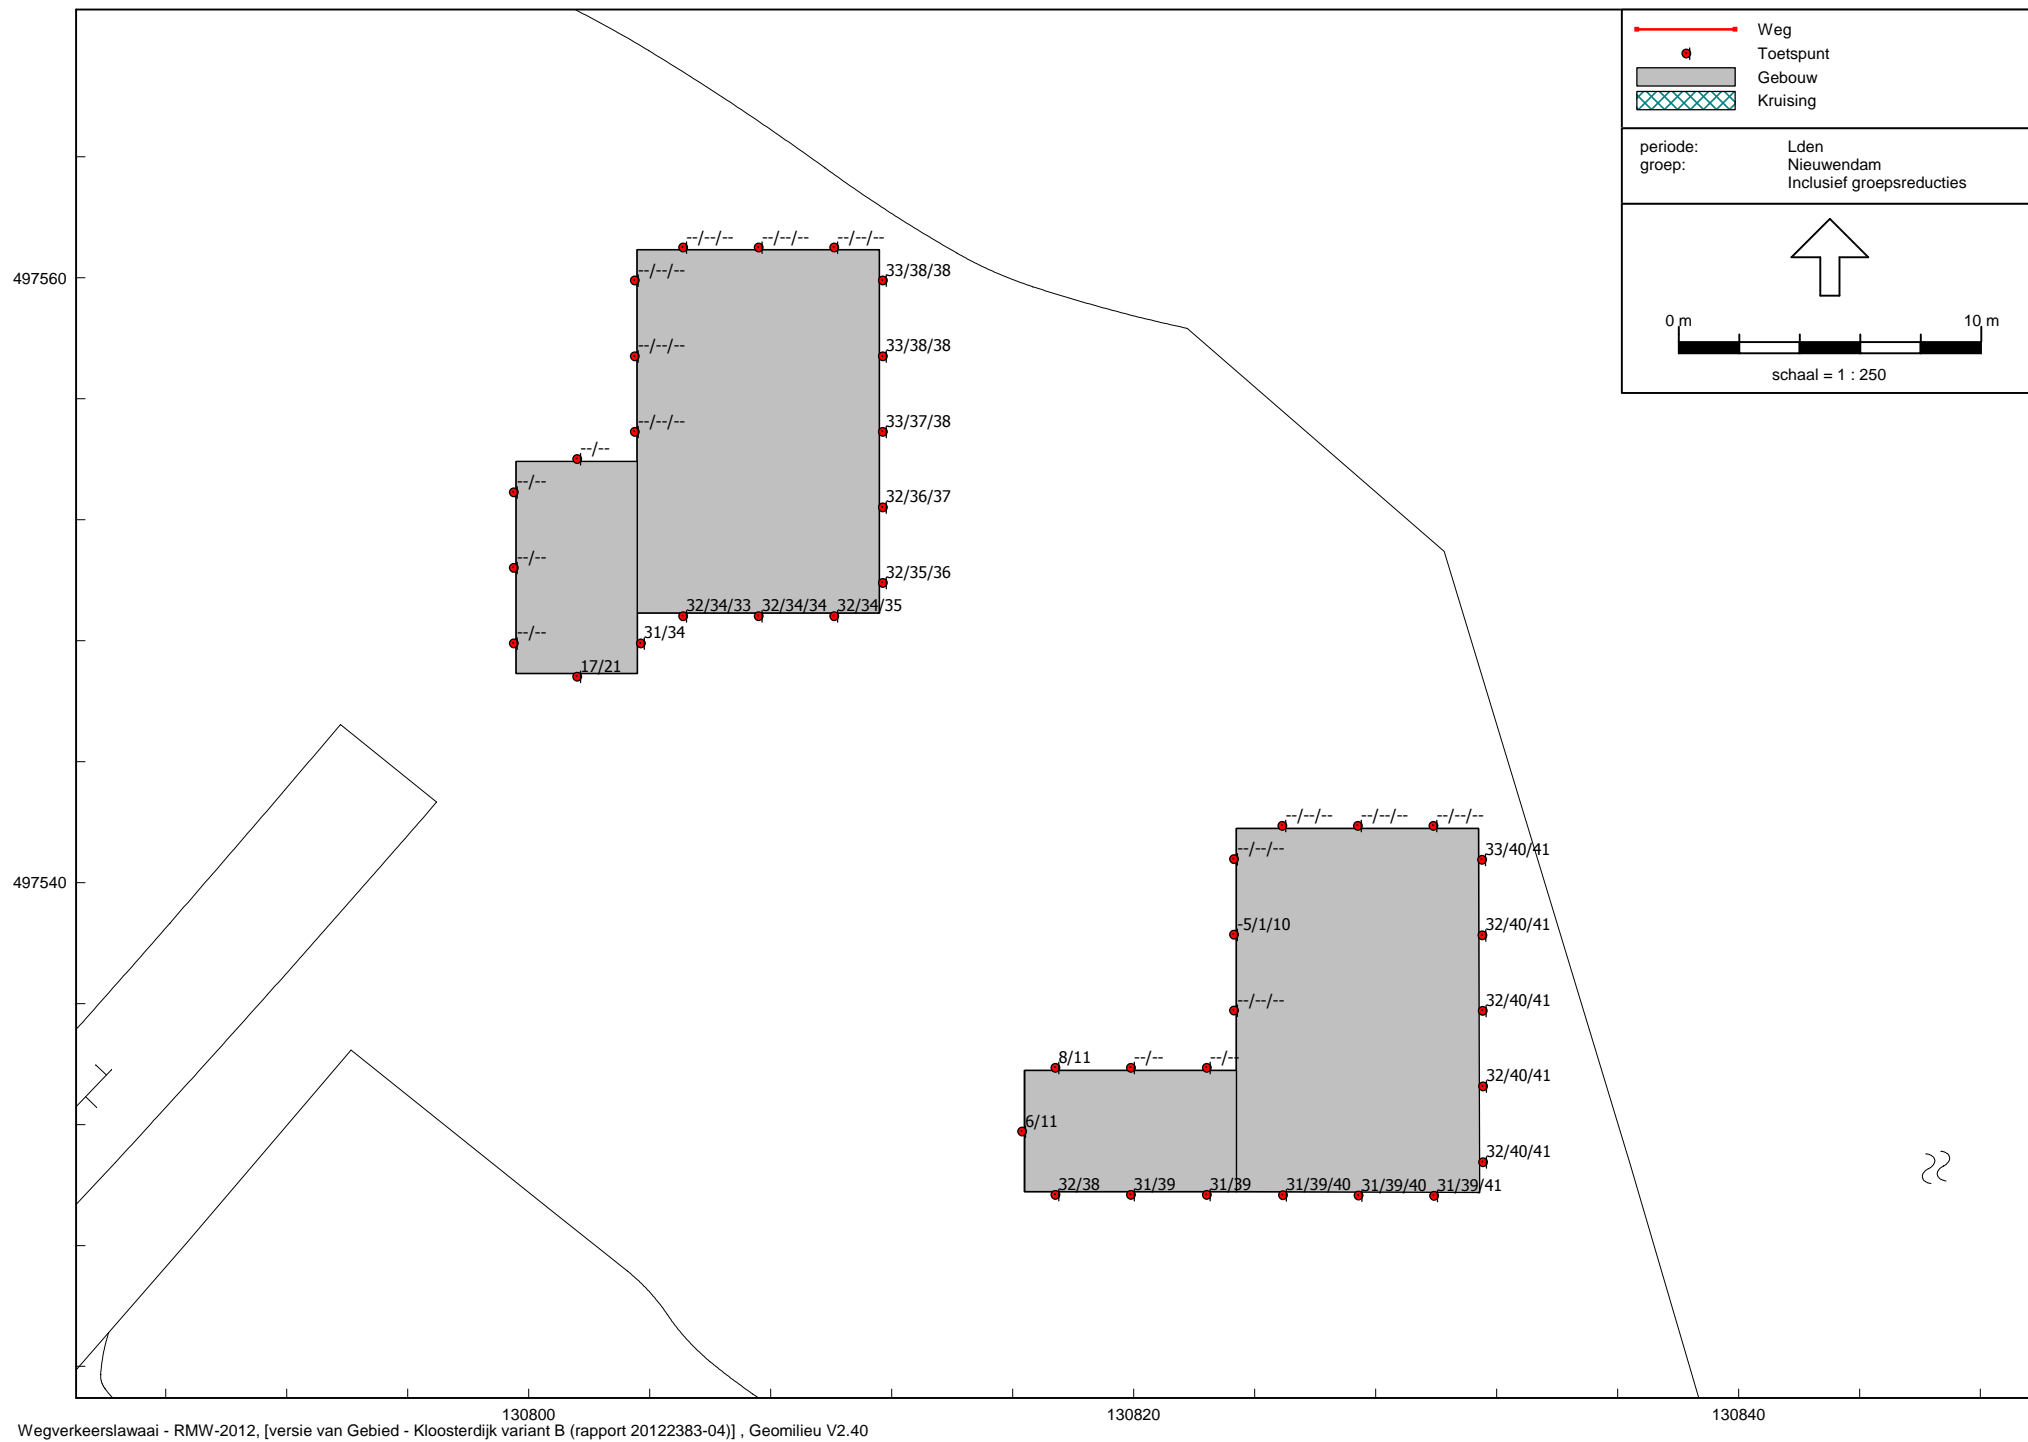 Weg
Toetspunt
Gebouw
Kruising
periode: Lden
groep: Nieuwendam
Inclusief groepsreducties
0 m 10 m
schaal = 1 : 250
--/--/-- --/--/-- --/--/--
--/--/-- 33/38/38
497560
--/--/-- 33/38/38
--/--/-- 33/37/38
--/--
--/-- 32/36/37
--/-- 32/35/36
32/34/33 32/34/34 32/34/35
--/-- 31/34
17/21
--/--/-- --/--/-- --/--/--
--/--/-- 33/40/41
497540
-5/1/10 32/40/41
--/--/-- 32/40/41
8/11 --/-- --/--
32/40/41
6/11
32/40/41
32/38 31/39 31/39 31/39/40 31/39/40 31/39/41
130800 130820 130840
Wegverkeerslawaai - RMW-2012, [versie van Gebied - Kloosterdijk variant B (rapport 20122383-04)] , Geomilieu V2.40